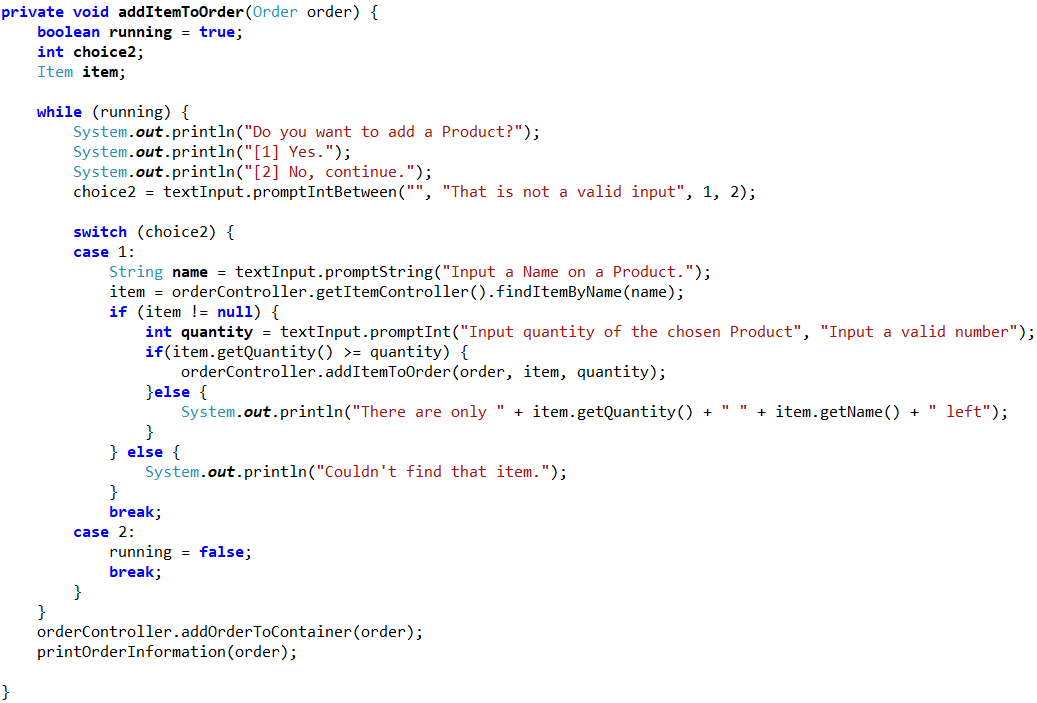 private void addItemToOrder(Order order) {
    boolean running = true;
    int choice2;
    Item item;

    while (running) {
        System.out.println("Do you want to add a Product?");
        System.out.println("[1] Yes.");
        System.out.println("[2] No, continue.");
        choice2 = textInput.promptIntBetween("", "That is not a valid input", 1, 2);

        switch (choice2) {
        case 1:
            String name = textInput.promptString("Input a Name on a Product.");
            item = orderController.getItemController().findItemByName(name);
            if (item != null) {
                int quantity = textInput.promptInt("Input quantity of the chosen Product", "Input a valid number");
                if(item.getQuantity() >= quantity) {
                    orderController.addItemToOrder(order, item, quantity);
                }else {
                    System.out.println("There are only " + item.getQuantity() + " " + item.getName() + " left");
                }
            } else {
                System.out.println("Couldn't find that item.");
            }
            break;
        case 2:
            running = false;
            break;
        }
    }
    orderController.addOrderToContainer(order);
    printOrderInformation(order);

}